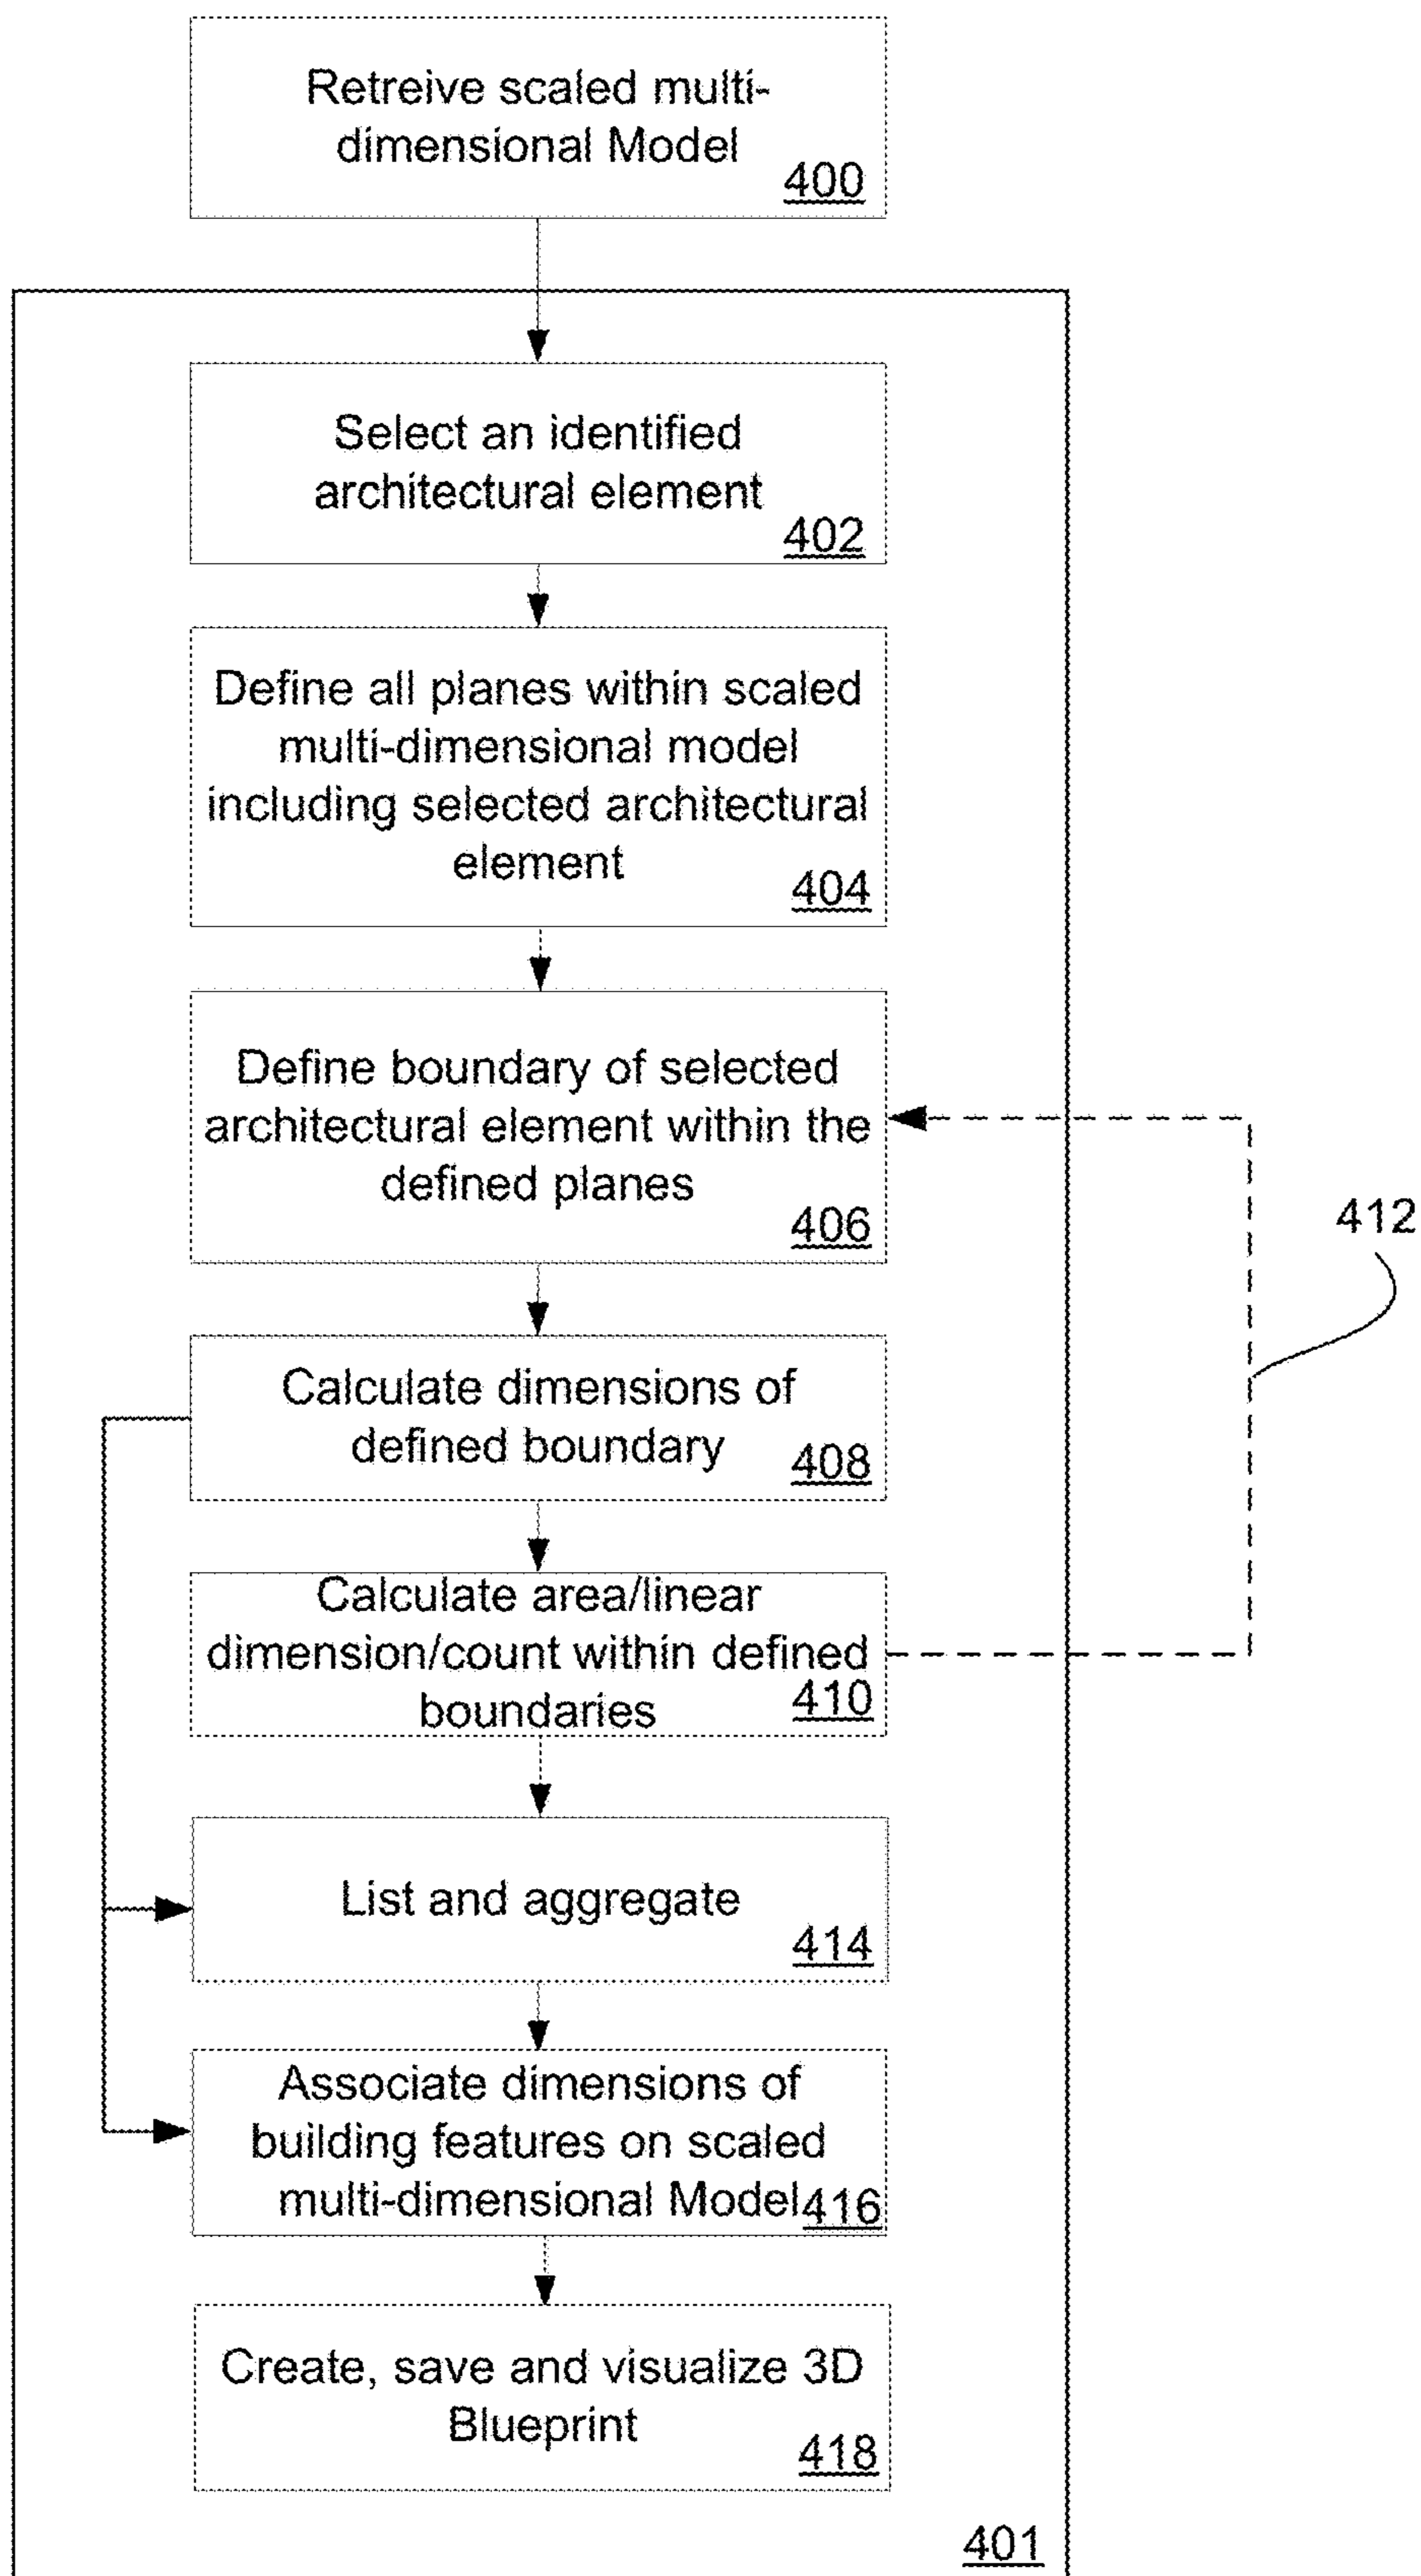 Retreive scaled multi-
dimensional Model
400
Select an identified
architectural element
402
Define all planes within scaled
multi-dimensional model
including selected architectural
element
404
Define boundary of selected
architectural element within the
defined planes
406
412
Calculate dimensions of
defined boundary
408
Calculate area/linear
dimension/count within defined
boundaries
410
List and aggregate
414
Associate dimensions of
building features on scaled
multi-dimensional Model
416
Create, save and visualize 3D
Blueprint
418
401